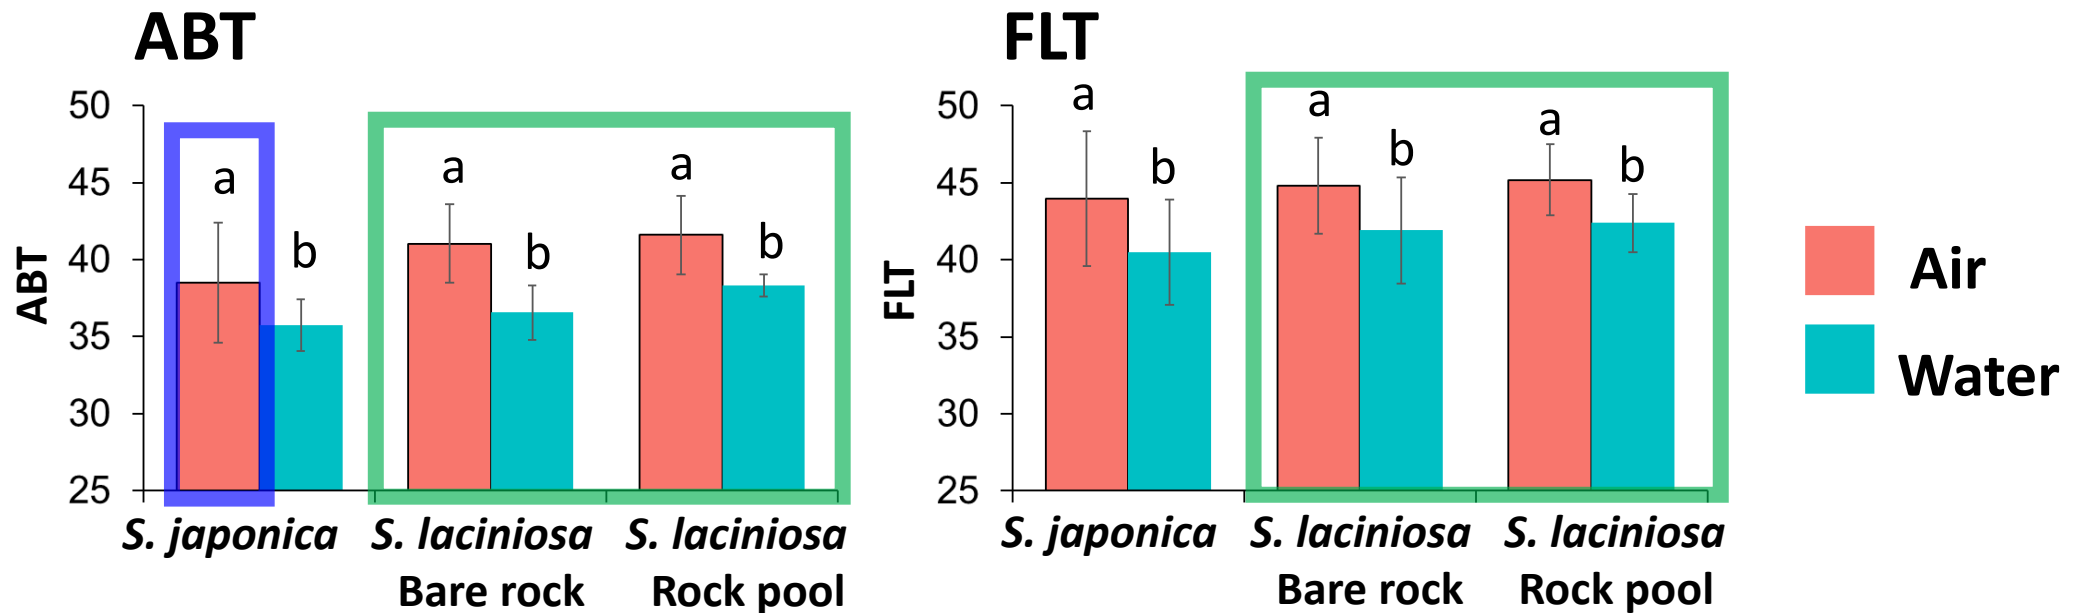 ABT
50
45
40
35
30
25
ABT
a
b
a
b
a
b
S. japonica
S. laciniosa
Bare rock
S. laciniosa
Rock pool
FLT
50
45
40
35
30
25
FLT
a
b
a
b
a
b
S. japonica
S. laciniosa
Bare rock
S. laciniosa
Rock pool
Air
Water